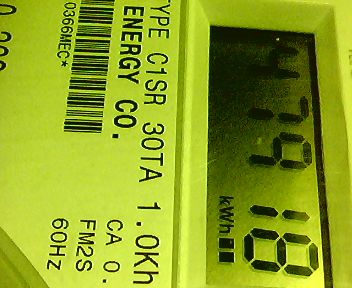 47918
kWh
TYPE C1SR 30TA 1.0Kh
ENERGY CO.
CA 0.
FM2S
0366MEC*
60HZ